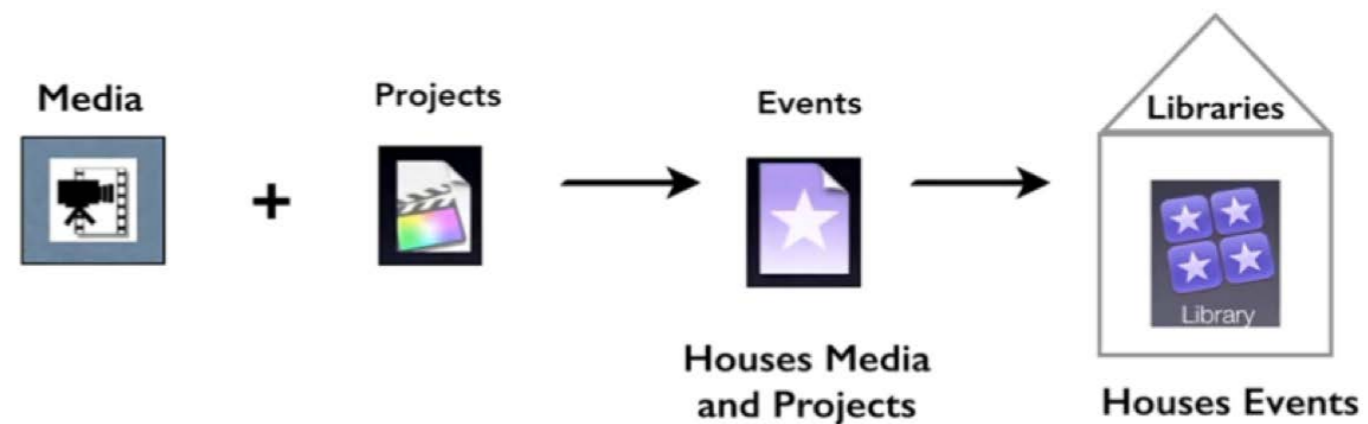 Media
Projects
Events
Libraries
Library
Houses Media
and Projects
Houses Events